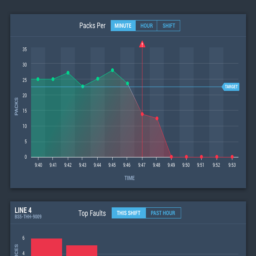 Packs Per MINUTE HOUR SHIFT
35
30
25
TARGET
20
15
10
5
0
PACKS
9:40 9:41 9:42 9:43 9:44 9:45 9:46 9:47 9:48 9:49 9:50 9:51 9:52 9:53
TIME
LINE 4
Top Faults THIS SHIFT PAST HOUR
6
4